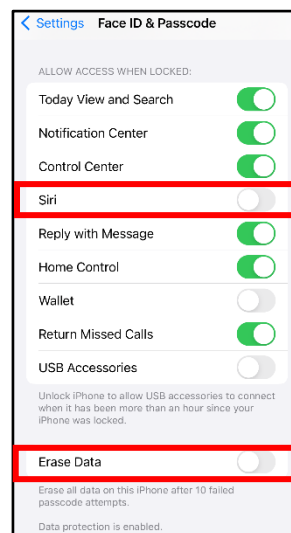 Settings Face ID & Passcode
ALLOW ACCESS WHEN LOCKED:
Today View and Search
Notification Center
Control Center
Siri
Reply with Message
Home Control
Wallet
Return Missed Calls
USB Accessories
Unlock iPhone to allow USB accessories to connect
when it has been more than an hour since your
iPhone was locked.
Erase Data
Erase all data on this iPhone after 10 failed
passcode attempts.
Data protection is enabled.